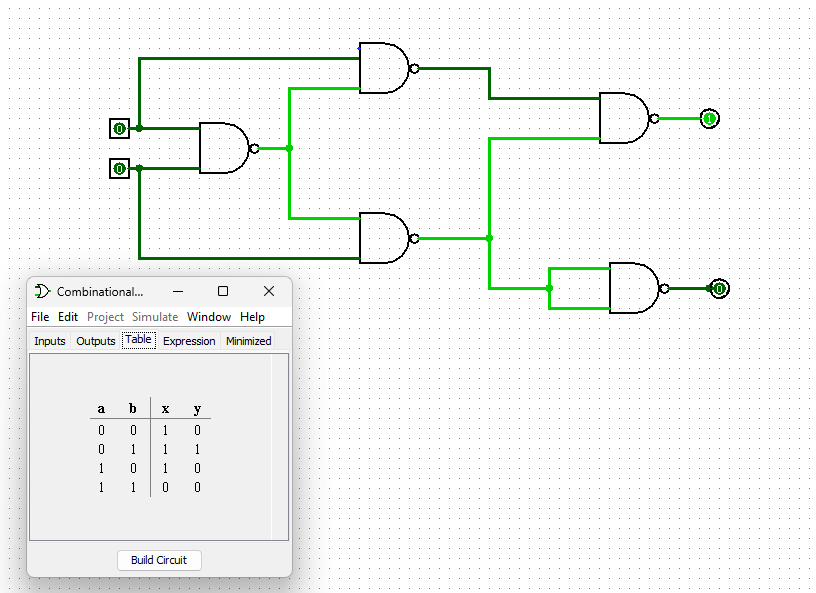 0
0
1
0
Combinational...
File Edit Project Simulate Window Help
Inputs Outputs Table Expression Minimized
a b x y
0 0 1 0
0 1 1 1
1 0 1 0
1 1 0 0
Build Circuit